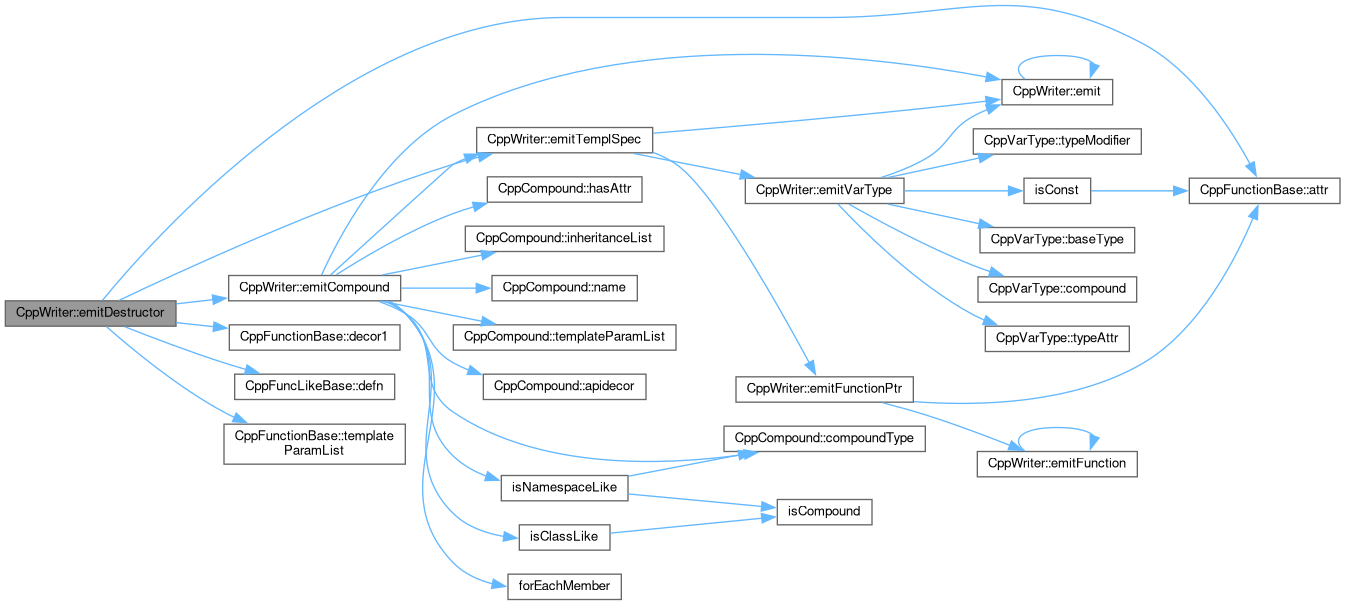 CppWriter::emitDestructor
CppWriter::emitCompound
CppFunctionBase::decor1
CppFuncLikeBase::defn
CppFunctionBase::template
ParamList
CppWriter::emitTemplSpec
CppCompound::hasAttr
CppCompound::inheritanceList
CppCompound::name
CppCompound::templateParamList
CppCompound::apidecor
isNamespaceLike
isClassLike
forEachMember
CppWriter::emitVarType
CppWriter::emitFunctionPtr
CppCompound::compoundType
isCompound
CppWriter::emit
CppVarType::typeModifier
isConst
CppVarType::baseType
CppVarType::compound
CppVarType::typeAttr
CppWriter::emitFunction
CppFunctionBase::attr